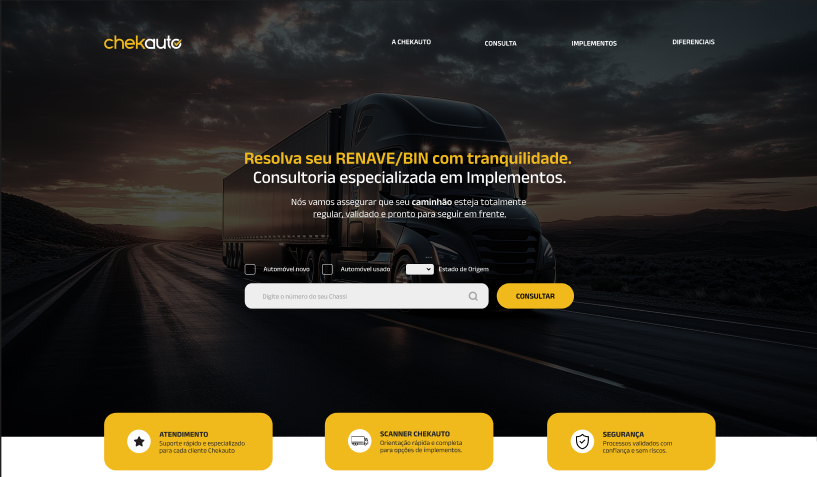 chekauto
A CHEKAUTO
CONSULTA
IMPLEMENTOS
DIFERENCIAIS
Resolva seu RENAVE/BIN com tranquilidade.
Consultoria especializada em Implementos.
Nós vamos assegurar que seu caminhão esteja totalmente
regular, validado e pronto para seguir em frente.
Automóvel novo
Automóvel usado
Estado de Origem
Digite o número do seu Chassi
CONSULTAR
ATENDIMENTO
Suporte rápido e especializado
para cada cliente Chekauto
SCANNER CHEKAUTO
Orientação rápida e completa
para opções de implementos.
SEGURANÇA
Processos validados com
confiança e sem riscos.